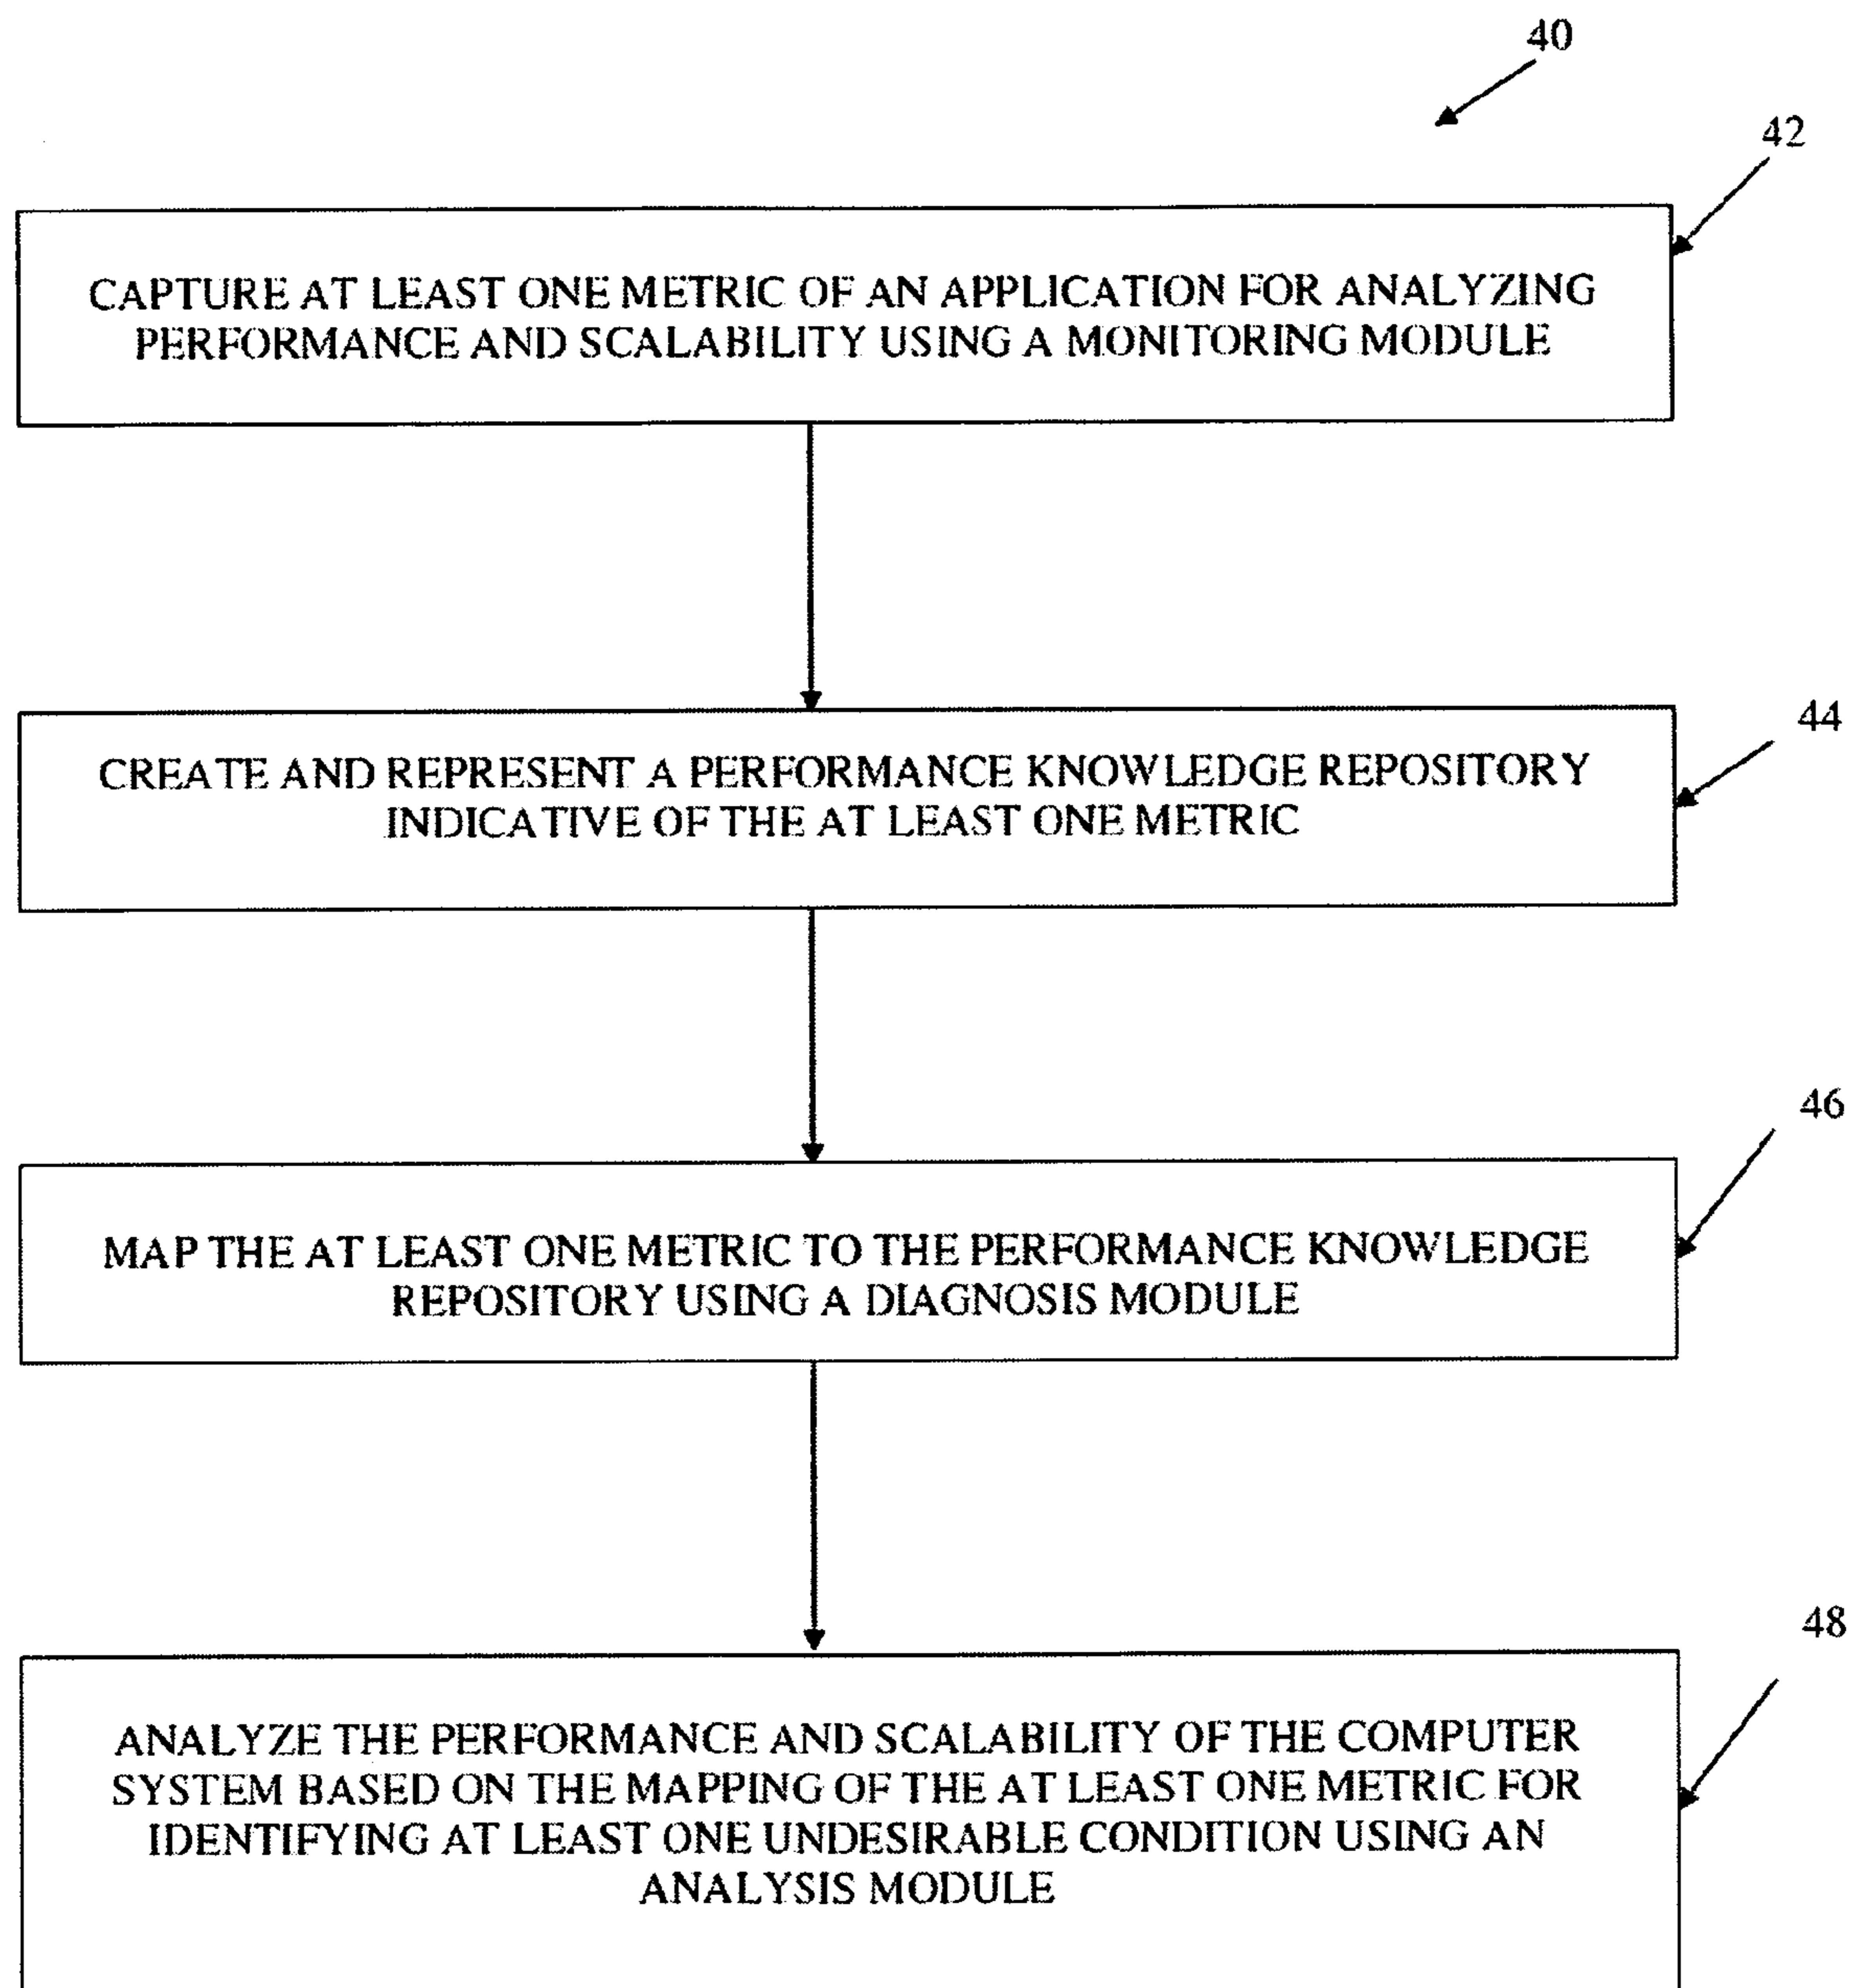 40
42
CAPTURE AT LEAST ONE METRIC OF AN APPLICATION FOR ANALYZING
PERFORMANCE AND SCALABILITY USING A MONITORING MODULE
44
CREATE AND REPRESENT A PERFORMANCE KNOWLEDGE REPOSITORY
INDICATIVE OF THE AT LEAST ONE METRIC
46
MAP THE AT LEAST ONE METRIC TO THE PERFORMANCE KNOWLEDGE
REPOSITORY USING A DIAGNOSIS MODULE
48
ANALYZE THE PERFORMANCE AND SCALABILITY OF THE COMPUTER
SYSTEM BASED ON THE MAPPING OF THE AT LEAST ONE METRIC FOR
IDENTIFYING AT LEAST ONE UNDESIRABLE CONDITION USING AN
ANALYSIS MODULE